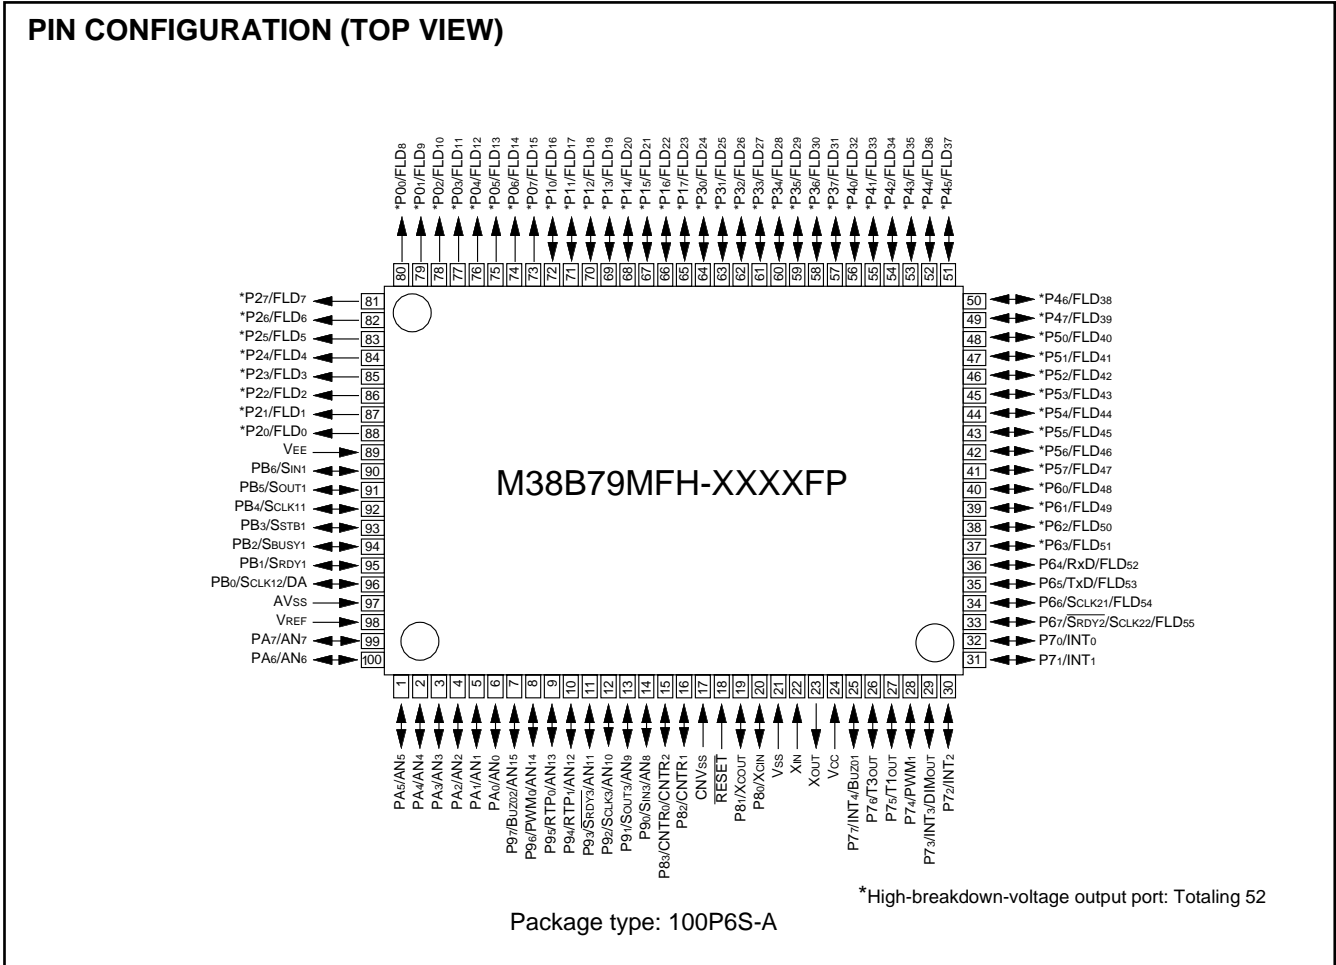 PIN CONFIGURATION (TOP VIEW)
*P00/FLD8
*P01/FLD9
*P02/FLD10
*P03/FLD11
*P04/FLD12
*P05/FLD13
*P06/FLD14
*P07/FLD15
*P10/FLD16
*P11/FLD17
*P12/FLD18
*P13/FLD19
*P14/FLD20
*P15/FLD21
*P16/FLD22
*P17/FLD23
*P30/FLD24
*P31/FLD25
*P32/FLD26
*P33/FLD27
*P34/FLD28
*P35/FLD29
*P36/FLD30
*P37/FLD31
*P40/FLD32
*P41/FLD33
*P42/FLD34
*P43/FLD35
*P44/FLD36
*P45/FLD37
80 79 78 77 76 75 74 73 72 71 70 69 68 67 66 65 64 63 62 61 60 59 58 57 56 55 54 53 52 51
*P27/FLD7 81
*P26/FLD6 82
*P25/FLD5 83
*P24/FLD4 84
*P23/FLD3 85
*P22/FLD2 86
*P21/FLD1 87
*P20/FLD0 88
VEE 89
PB6/SIN1 90
PB5/SOUT1 91
PB4/SCLK11 92
PB3/SSTB1 93
PB2/SBUSY1 94
PB1/SRDY1 95
PB0/SCLK12/DA 96
AVSS 97
VREF 98
PA7/AN7 99
PA6/AN6 100
M38B79MFH-XXXXFP
50 *P46/FLD38
49 *P47/FLD39
48 *P50/FLD40
47 *P51/FLD41
46 *P52/FLD42
45 *P53/FLD43
44 *P54/FLD44
43 *P55/FLD45
42 *P56/FLD46
41 *P57/FLD47
40 *P60/FLD48
39 *P61/FLD49
38 *P62/FLD50
37 *P63/FLD51
36 P64/RxD/FLD52
35 P65/TxD/FLD53
34 P66/SCLK21/FLD54
33 P67/SRDY2/SCLK22/FLD55
32 P70/INT0
31 P71/INT1
1 2 3 4 5 6 7 8 9 10 11 12 13 14 15 16 17 18 19 20 21 22 23 24 25 26 27 28 29 30
PA5/AN5
PA4/AN4
PA3/AN3
PA2/AN2
PA1/AN1
PA0/AN0
P97/BUZ02/AN15
P96/PWM0/AN14
P95/RTP0/AN13
P94/RTP1/AN12
P93/SRDY3/AN11
P92/SCLK3/AN10
P91/SOUT3/AN9
P90/SIN3/AN8
P83/CNTR0/CNTR2
P82/CNTR1
CNVSS
RESET
P81/XCOUT
P80/XCIN
VSS
XIN
XOUT
VCC
P77/INT4/BUZ01
P76/T3OUT
P75/T1OUT
P74/PWM1
P73/INT3/DIMOUT
P72/INT2
*High-breakdown-voltage output port: Totaling 52
Package type: 100P6S-A